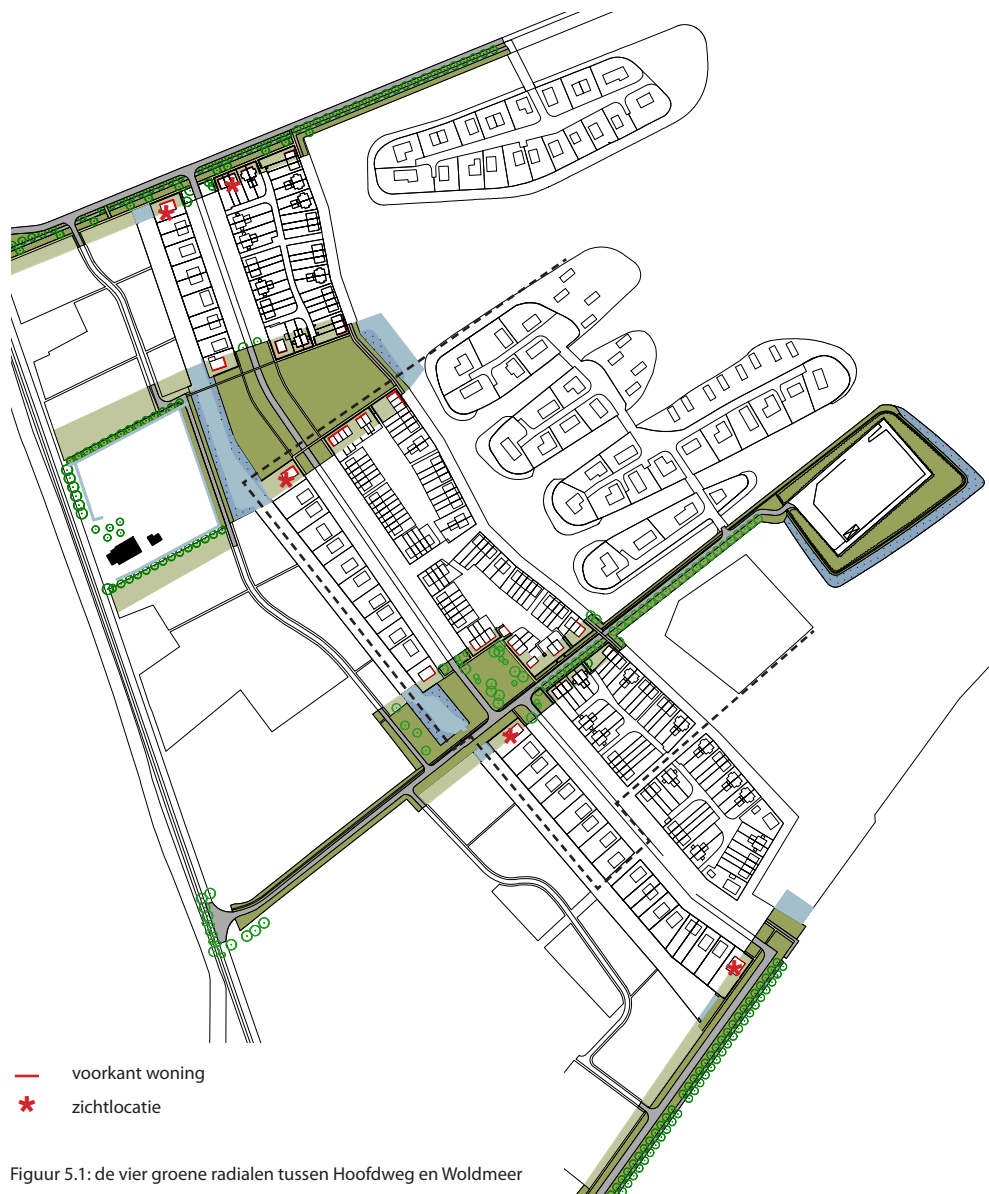 voorkant woning
zichtlocatie
Figuur 5.1: de vier groene radialen tussen Hoofdweg en Woldmeer